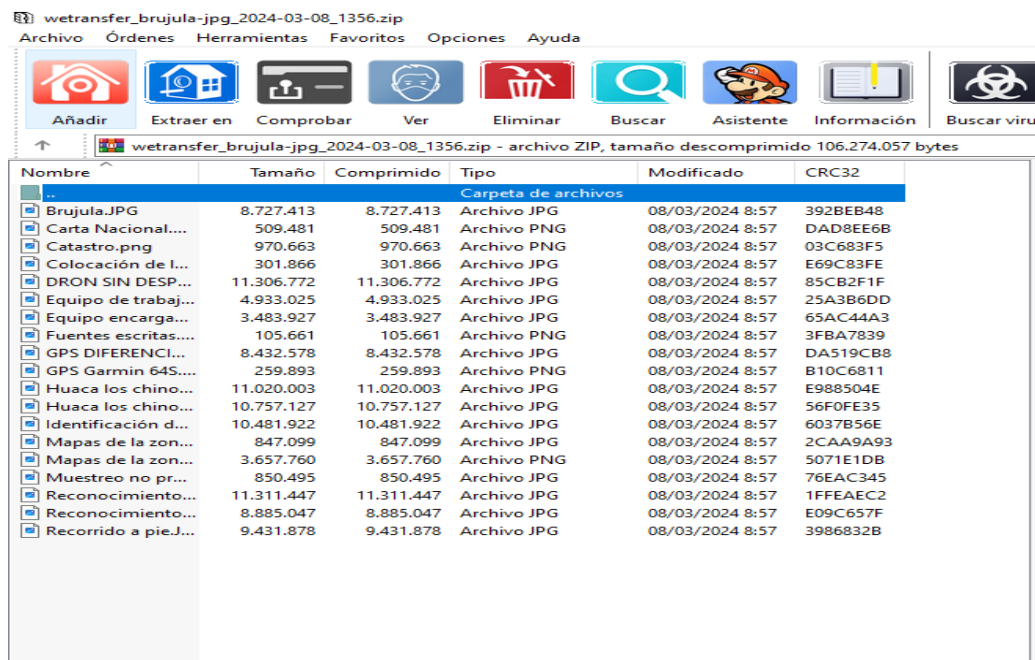 wetransfer_brujula-jpg_2024-03-08_1356.zip
Archivo Órdenes Herramientas Favoritos Opciones Ayuda
Añadir Extraer en Comprobar Ver Eliminar Buscar Asistente Información Buscar viru
wetransfer_brujula-jpg_2024-03-08_1356.zip - archivo ZIP, tamaño descomprimido 106.274.057 bytes
Nombre Tamaño Comprimido Tipo Modificado CRC32
.. Carpeta de archivos
Brujula.JPG 8.727.413 8.727.413 Archivo JPG 08/03/2024 8:57 392BEB48
Carta Nacional.... 509.481 509.481 Archivo PNG 08/03/2024 8:57 DAD8EE6B
Catastro.png 970.663 970.663 Archivo PNG 08/03/2024 8:57 03C683F5
Colocación de l... 301.866 301.866 Archivo JPG 08/03/2024 8:57 E69C83FE
DRON SIN DESP... 11.306.772 11.306.772 Archivo JPG 08/03/2024 8:57 85CB2F1F
Equipo de trabaj... 4.933.025 4.933.025 Archivo JPG 08/03/2024 8:57 25A3B6DD
Equipo encarga... 3.483.927 3.483.927 Archivo JPG 08/03/2024 8:57 65AC44A3
Fuentes escritas.... 105.661 105.661 Archivo PNG 08/03/2024 8:57 3FBA7839
GPS DIFERENCI... 8.432.578 8.432.578 Archivo JPG 08/03/2024 8:57 DA519CB8
GPS Garmin 64S.... 259.893 259.893 Archivo PNG 08/03/2024 8:57 B10C6811
Huaca los chino... 11.020.003 11.020.003 Archivo JPG 08/03/2024 8:57 E988504E
Huaca los chino... 10.757.127 10.757.127 Archivo JPG 08/03/2024 8:57 56F0FE35
Identificación d... 10.481.922 10.481.922 Archivo JPG 08/03/2024 8:57 6037B56E
Mapas de la zon... 847.099 847.099 Archivo JPG 08/03/2024 8:57 2CAA9A93
Mapas de la zon... 3.657.760 3.657.760 Archivo PNG 08/03/2024 8:57 5071E1DB
Muestreo no pr... 850.495 850.495 Archivo JPG 08/03/2024 8:57 76EAC345
Reconocimiento... 11.311.447 11.311.447 Archivo JPG 08/03/2024 8:57 1FFEAEC2
Reconocimiento... 8.885.047 8.885.047 Archivo JPG 08/03/2024 8:57 E09C657F
Recorrido a pie.J... 9.431.878 9.431.878 Archivo JPG 08/03/2024 8:57 3986832B